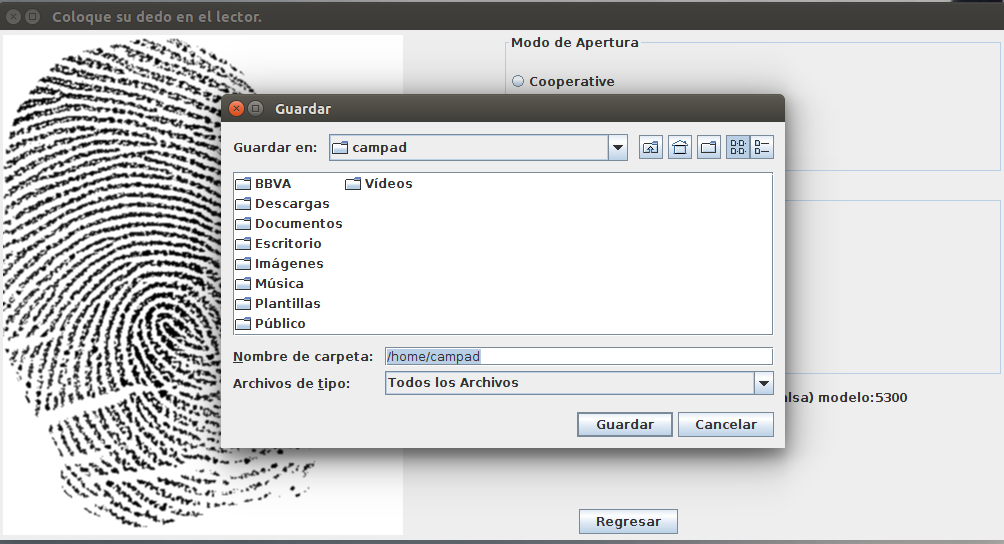 Coloque su dedo en el lector.
Modo de Apertura
Cooperative
Guardar
Guardar en:
campad
BBVA
Vídeos
Descargas
Documentos
Escritorio
Imágenes
Música
Plantillas
Público
Nombre de carpeta:
/home/campad
Archivos de tipo:
Todos los Archivos
modelo:5300
Guardar
Cancelar
Regresar